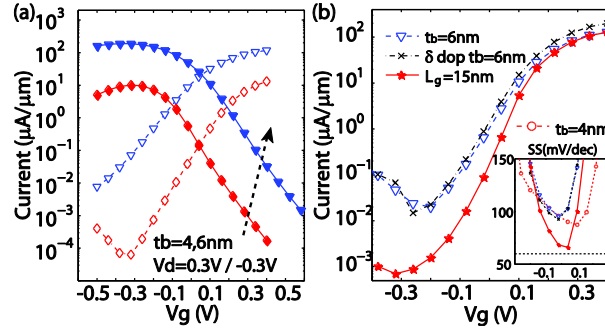 (a)
(b)
10³
10²
10¹
10⁰
10⁻¹
10⁻²
10⁻³
10⁻⁴
Current (μA/μm)
tb=4,6nm
Vd=0.3V / -0.3V
-0.5 -0.3 -0.1 0.1 0.3 0.5
Vg (V)
10²
10¹
10⁰
10⁻¹
10⁻²
10⁻³
Current (μA/μm)
t_b=6nm
δ dop tb=6nm
L_g=15nm
t_b=4nm
SS(mV/dec)
150
100
50
-0.1 0.1
-0.3 -0.1 0.1 0.3
Vg (V)